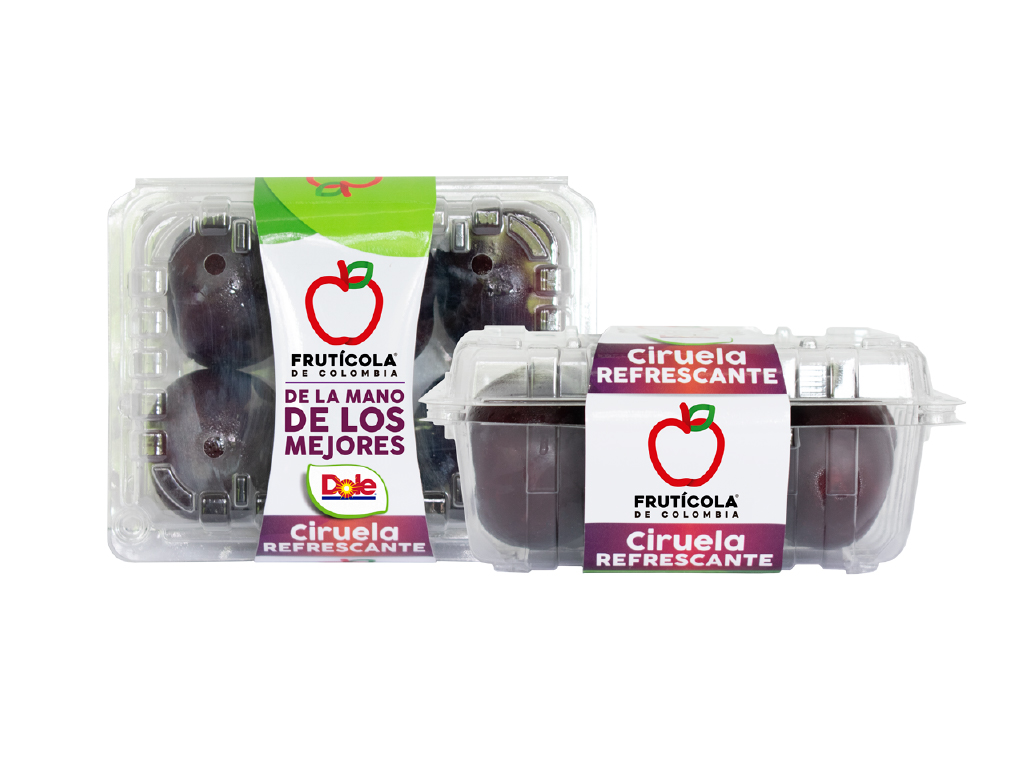 FRUTÍCOLA®
DE COLOMBIA
DE LA MANO
DE LOS
MEJORES
Dole
Ciruela
REFRESCANTE
Ciruela
REFRESCANTE
FRUTÍCOLA®
DE COLOMBIA
Ciruela
REFRESCANTE